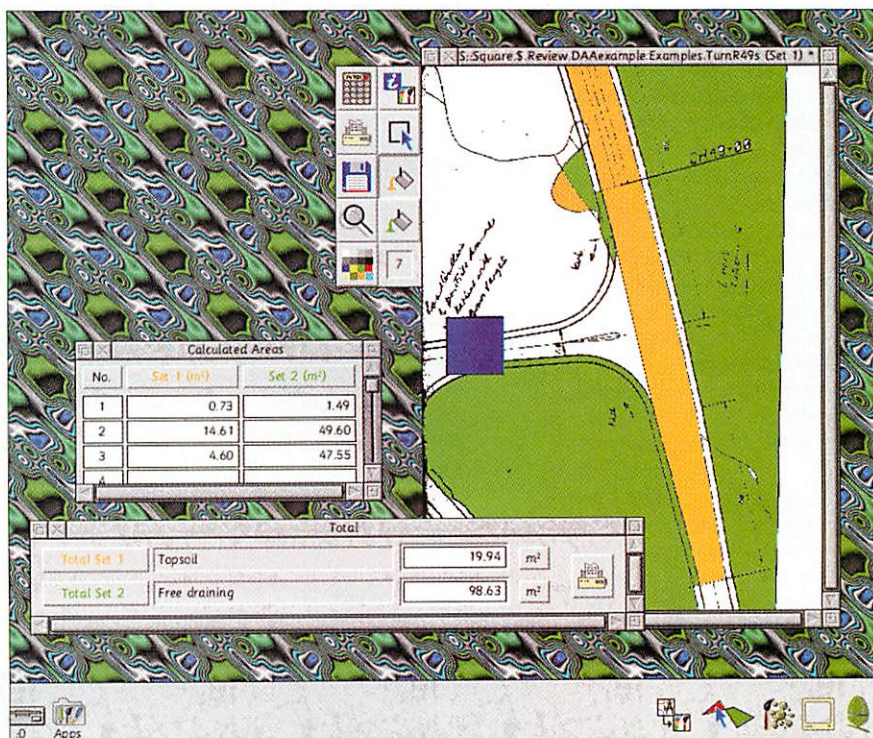 S::Square.$.Review.DAAexample.Examples.TurnR49s (Set 1) *
7
CH49.00
Calculated Areas
No. Set 1 (m²) Set 2 (m²)
1 0.73 1.49
2 14.61 49.60
3 4.60 47.55
4
Total
Total Set 1 Topsoil 19.94 m²
Total Set 2 Free draining 98.63 m²
:0 Apps